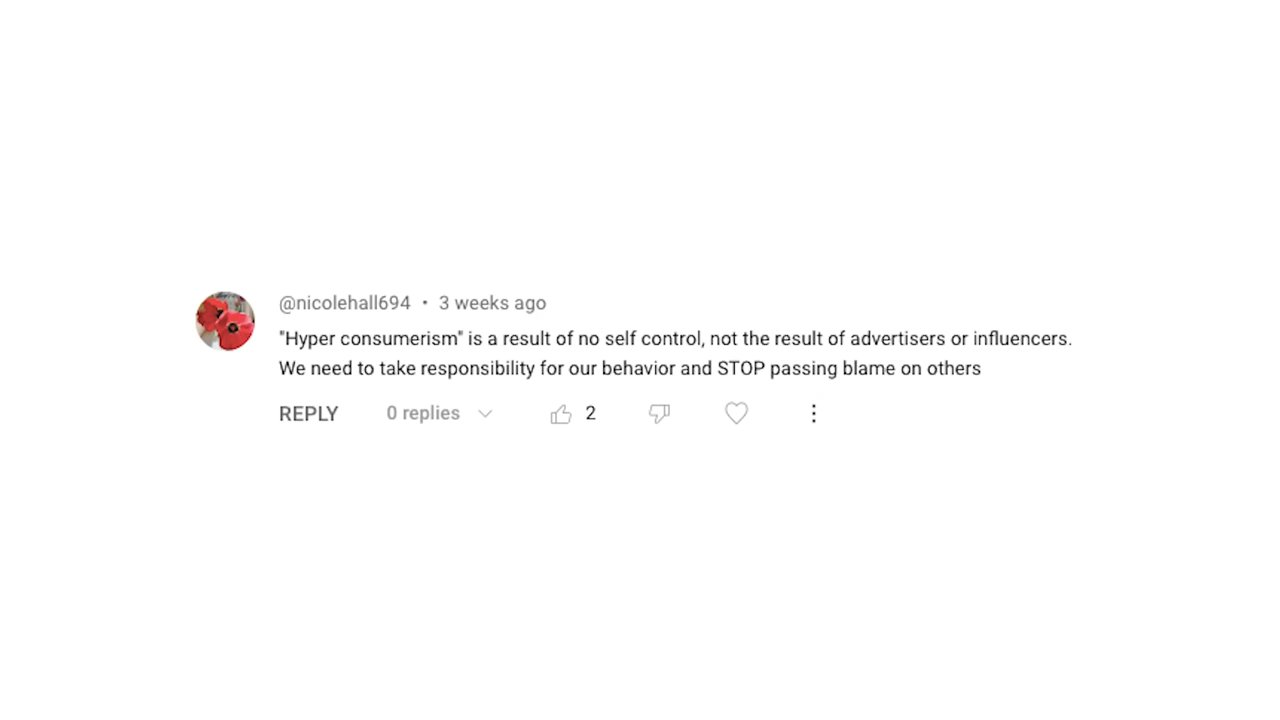 @nicolehall694 • 3 weeks ago
"Hyper consumerism" is a result of no self control, not the result of advertisers or influencers.
We need to take responsibility for our behavior and STOP passing blame on others
REPLY 0 replies 2